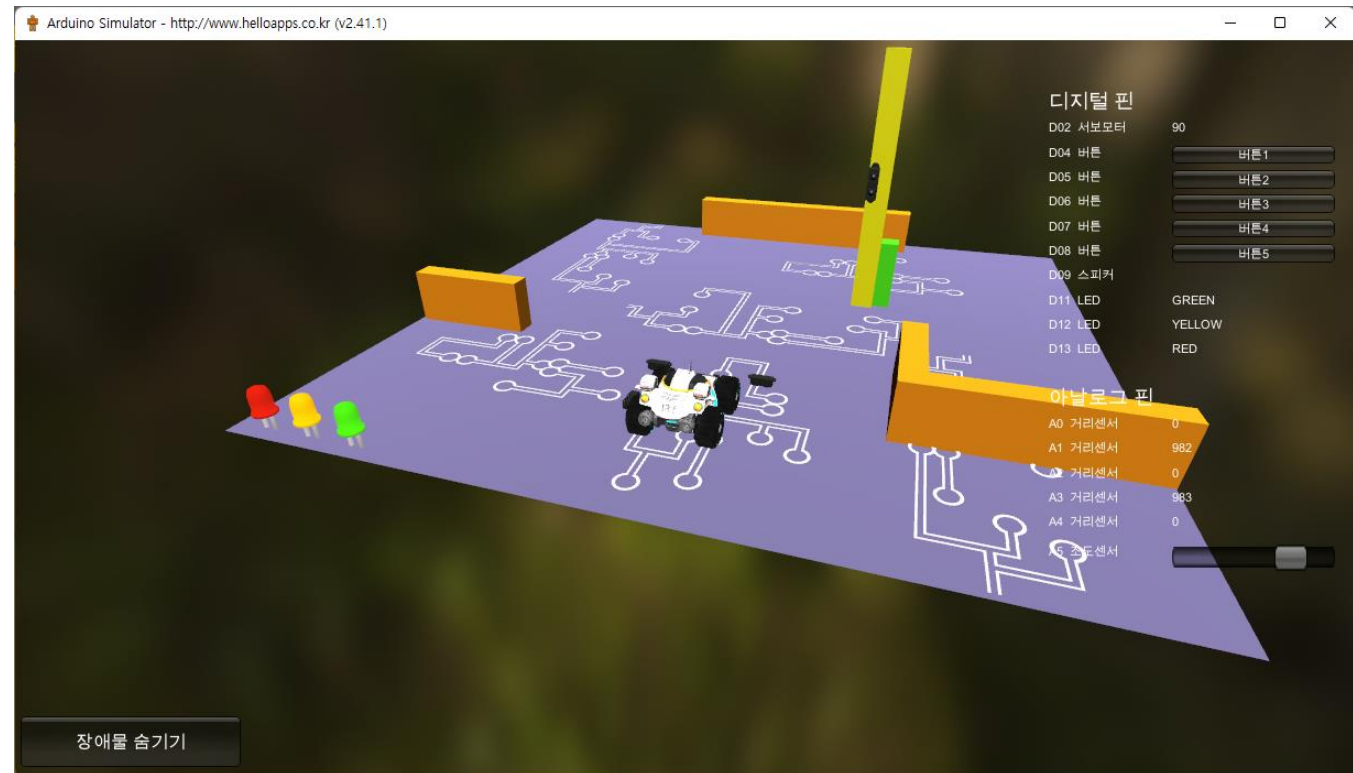 Arduino Simulator - http://www.helloapps.co.kr (v2.41.1)
디지털 핀
D02 서보모터 90
D04 버튼 버튼1
D05 버튼 버튼2
D06 버튼 버튼3
D07 버튼 버튼4
D08 버튼 버튼5
D09 스피커
D11 LED GREEN
D12 LED YELLOW
D13 LED RED
아날로그 핀
A0 거리센서 0
A1 거리센서 982
A2 거리센서 0
A3 거리센서 983
A4 거리센서 0
A5 조도센서
장애물 숨기기